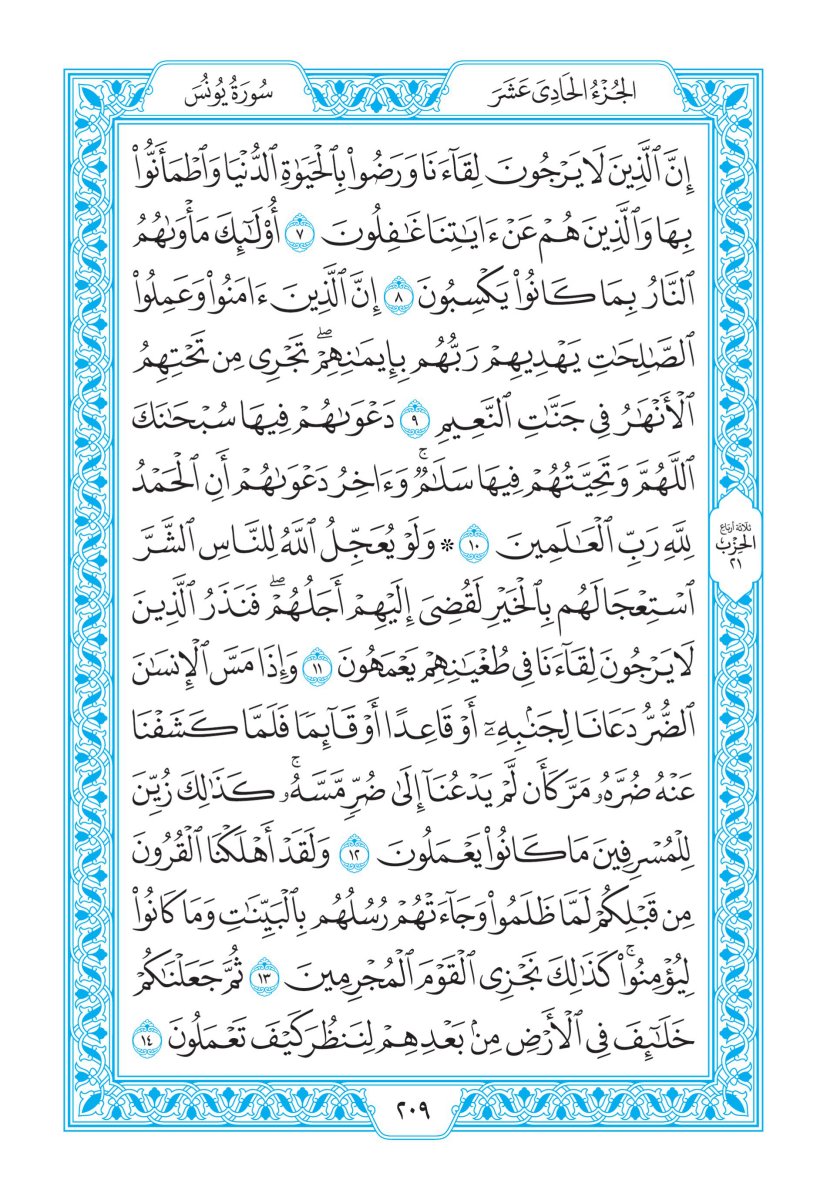 سُورَةُ يُونُسَ
الجُزْءُ الحَادِى عَشَرَ
إِنَّ ٱلَّذِينَ لَا يَرْجُونَ لِقَآءَنَا وَرَضُوا۟ بِٱلْحَيَوٰةِ ٱلدُّنْيَا وَٱطْمَأَنُّوا۟
بِهَا وَٱلَّذِينَ هُمْ عَنْ ءَايَـٰتِنَا غَـٰفِلُونَ ٧ أُو۟لَـٰٓئِكَ مَأْوَىٰهُمُ
ٱلنَّارُ بِمَا كَانُوا۟ يَكْسِبُونَ ٨ إِنَّ ٱلَّذِينَ ءَامَنُوا۟ وَعَمِلُوا۟
ٱلصَّـٰلِحَـٰتِ يَهْدِيهِمْ رَبُّهُم بِإِيمَـٰنِهِمْ ۖ تَجْرِى مِن تَحْتِهِمُ
ٱلْأَنْهَـٰرُ فِى جَنَّـٰتِ ٱلنَّعِيمِ ٩ دَعْوَىٰهُمْ فِيهَا سُبْحَـٰنَكَ
ٱللَّهُمَّ وَتَحِيَّتُهُمْ فِيهَا سَلَـٰمٌ ۚ وَءَاخِرُ دَعْوَىٰهُمْ أَنِ ٱلْحَمْدُ
لِلَّهِ رَبِّ ٱلْعَـٰلَمِينَ ١٠ ۞ وَلَوْ يُعَجِّلُ ٱللَّهُ لِلنَّاسِ ٱلشَّرَّ
ٱسْتِعْجَالَهُم بِٱلْخَيْرِ لَقُضِىَ إِلَيْهِمْ أَجَلُهُمْ ۖ فَنَذَرُ ٱلَّذِينَ
لَا يَرْجُونَ لِقَآءَنَا فِى طُغْيَـٰنِهِمْ يَعْمَهُونَ ١١ وَإِذَا مَسَّ ٱلْإِنسَـٰنَ
ٱلضُّرُّ دَعَانَا لِجَنۢبِهِۦٓ أَوْ قَاعِدًا أَوْ قَآئِمًا فَلَمَّا كَشَفْنَا
عَنْهُ ضُرَّهُۥ مَرَّ كَأَن لَّمْ يَدْعُنَآ إِلَىٰ ضُرٍّ مَّسَّهُۥ ۚ كَذَٰلِكَ زُيِّنَ
لِلْمُسْرِفِينَ مَا كَانُوا۟ يَعْمَلُونَ ١٢ وَلَقَدْ أَهْلَكْنَا ٱلْقُرُونَ
مِن قَبْلِكُمْ لَمَّا ظَلَمُوا۟ وَجَآءَتْهُمْ رُسُلُهُم بِٱلْبَيِّنَـٰتِ وَمَا كَانُوا۟
لِيُؤْمِنُوا۟ ۚ كَذَٰلِكَ نَجْزِى ٱلْقَوْمَ ٱلْمُجْرِمِينَ ١٣ ثُمَّ جَعَلْنَـٰكُمْ
خَلَـٰٓئِفَ فِى ٱلْأَرْضِ مِنۢ بَعْدِهِمْ لِنَنظُرَ كَيْفَ تَعْمَلُونَ ١٤
ثلاثة أرباع
الحِزْب
٢١
٢٠٩